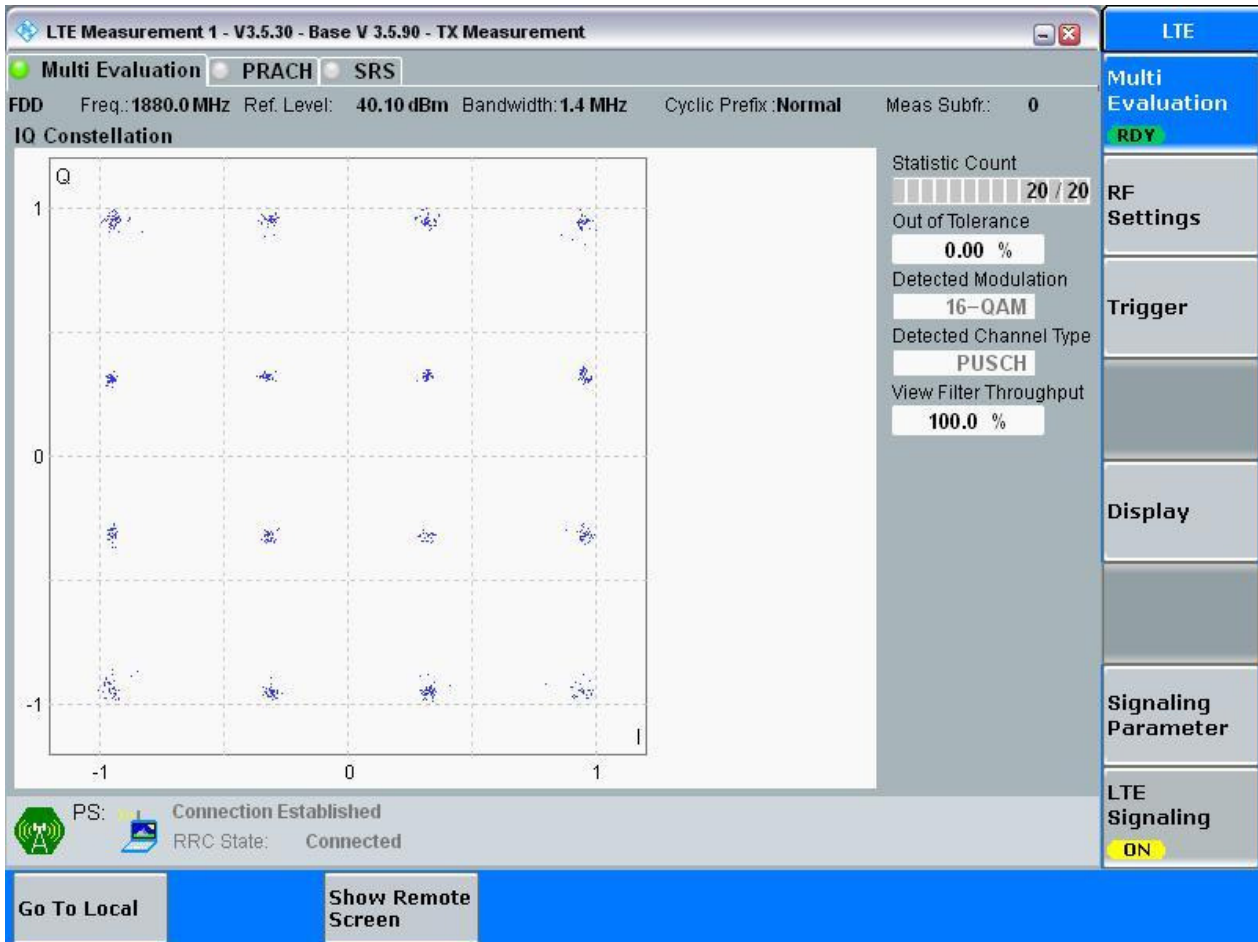 LTE Measurement 1 - V3.5.30 - Base V 3.5.90 - TX Measurement
Multi Evaluation PRACH SRS
FDD Freq.: 1880.0 MHz Ref. Level: 40.10 dBm Bandwidth: 1.4 MHz Cyclic Prefix : Normal Meas Subfr.: 0
IQ Constellation
Q
1
0
-1
I
-1 0 1
Statistic Count
20 / 20
Out of Tolerance
0.00 %
Detected Modulation
16-QAM
Detected Channel Type
PUSCH
View Filter Throughput
100.0 %
PS: Connection Established
RRC State: Connected
LTE
Multi
Evaluation
RDY
RF
Settings
Trigger
Display
Signaling
Parameter
LTE
Signaling
ON
Go To Local
Show Remote
Screen